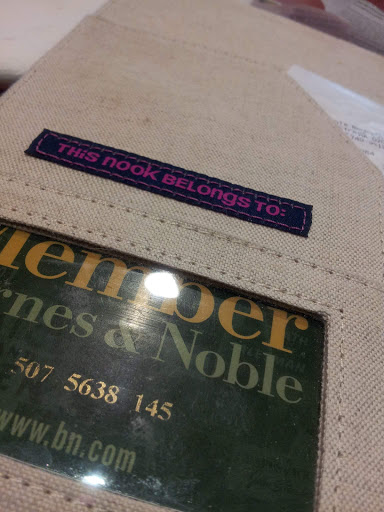 THiS NOOK BELONGS TO:
Member
rnes & Noble
507 5638 145
www.bn.com